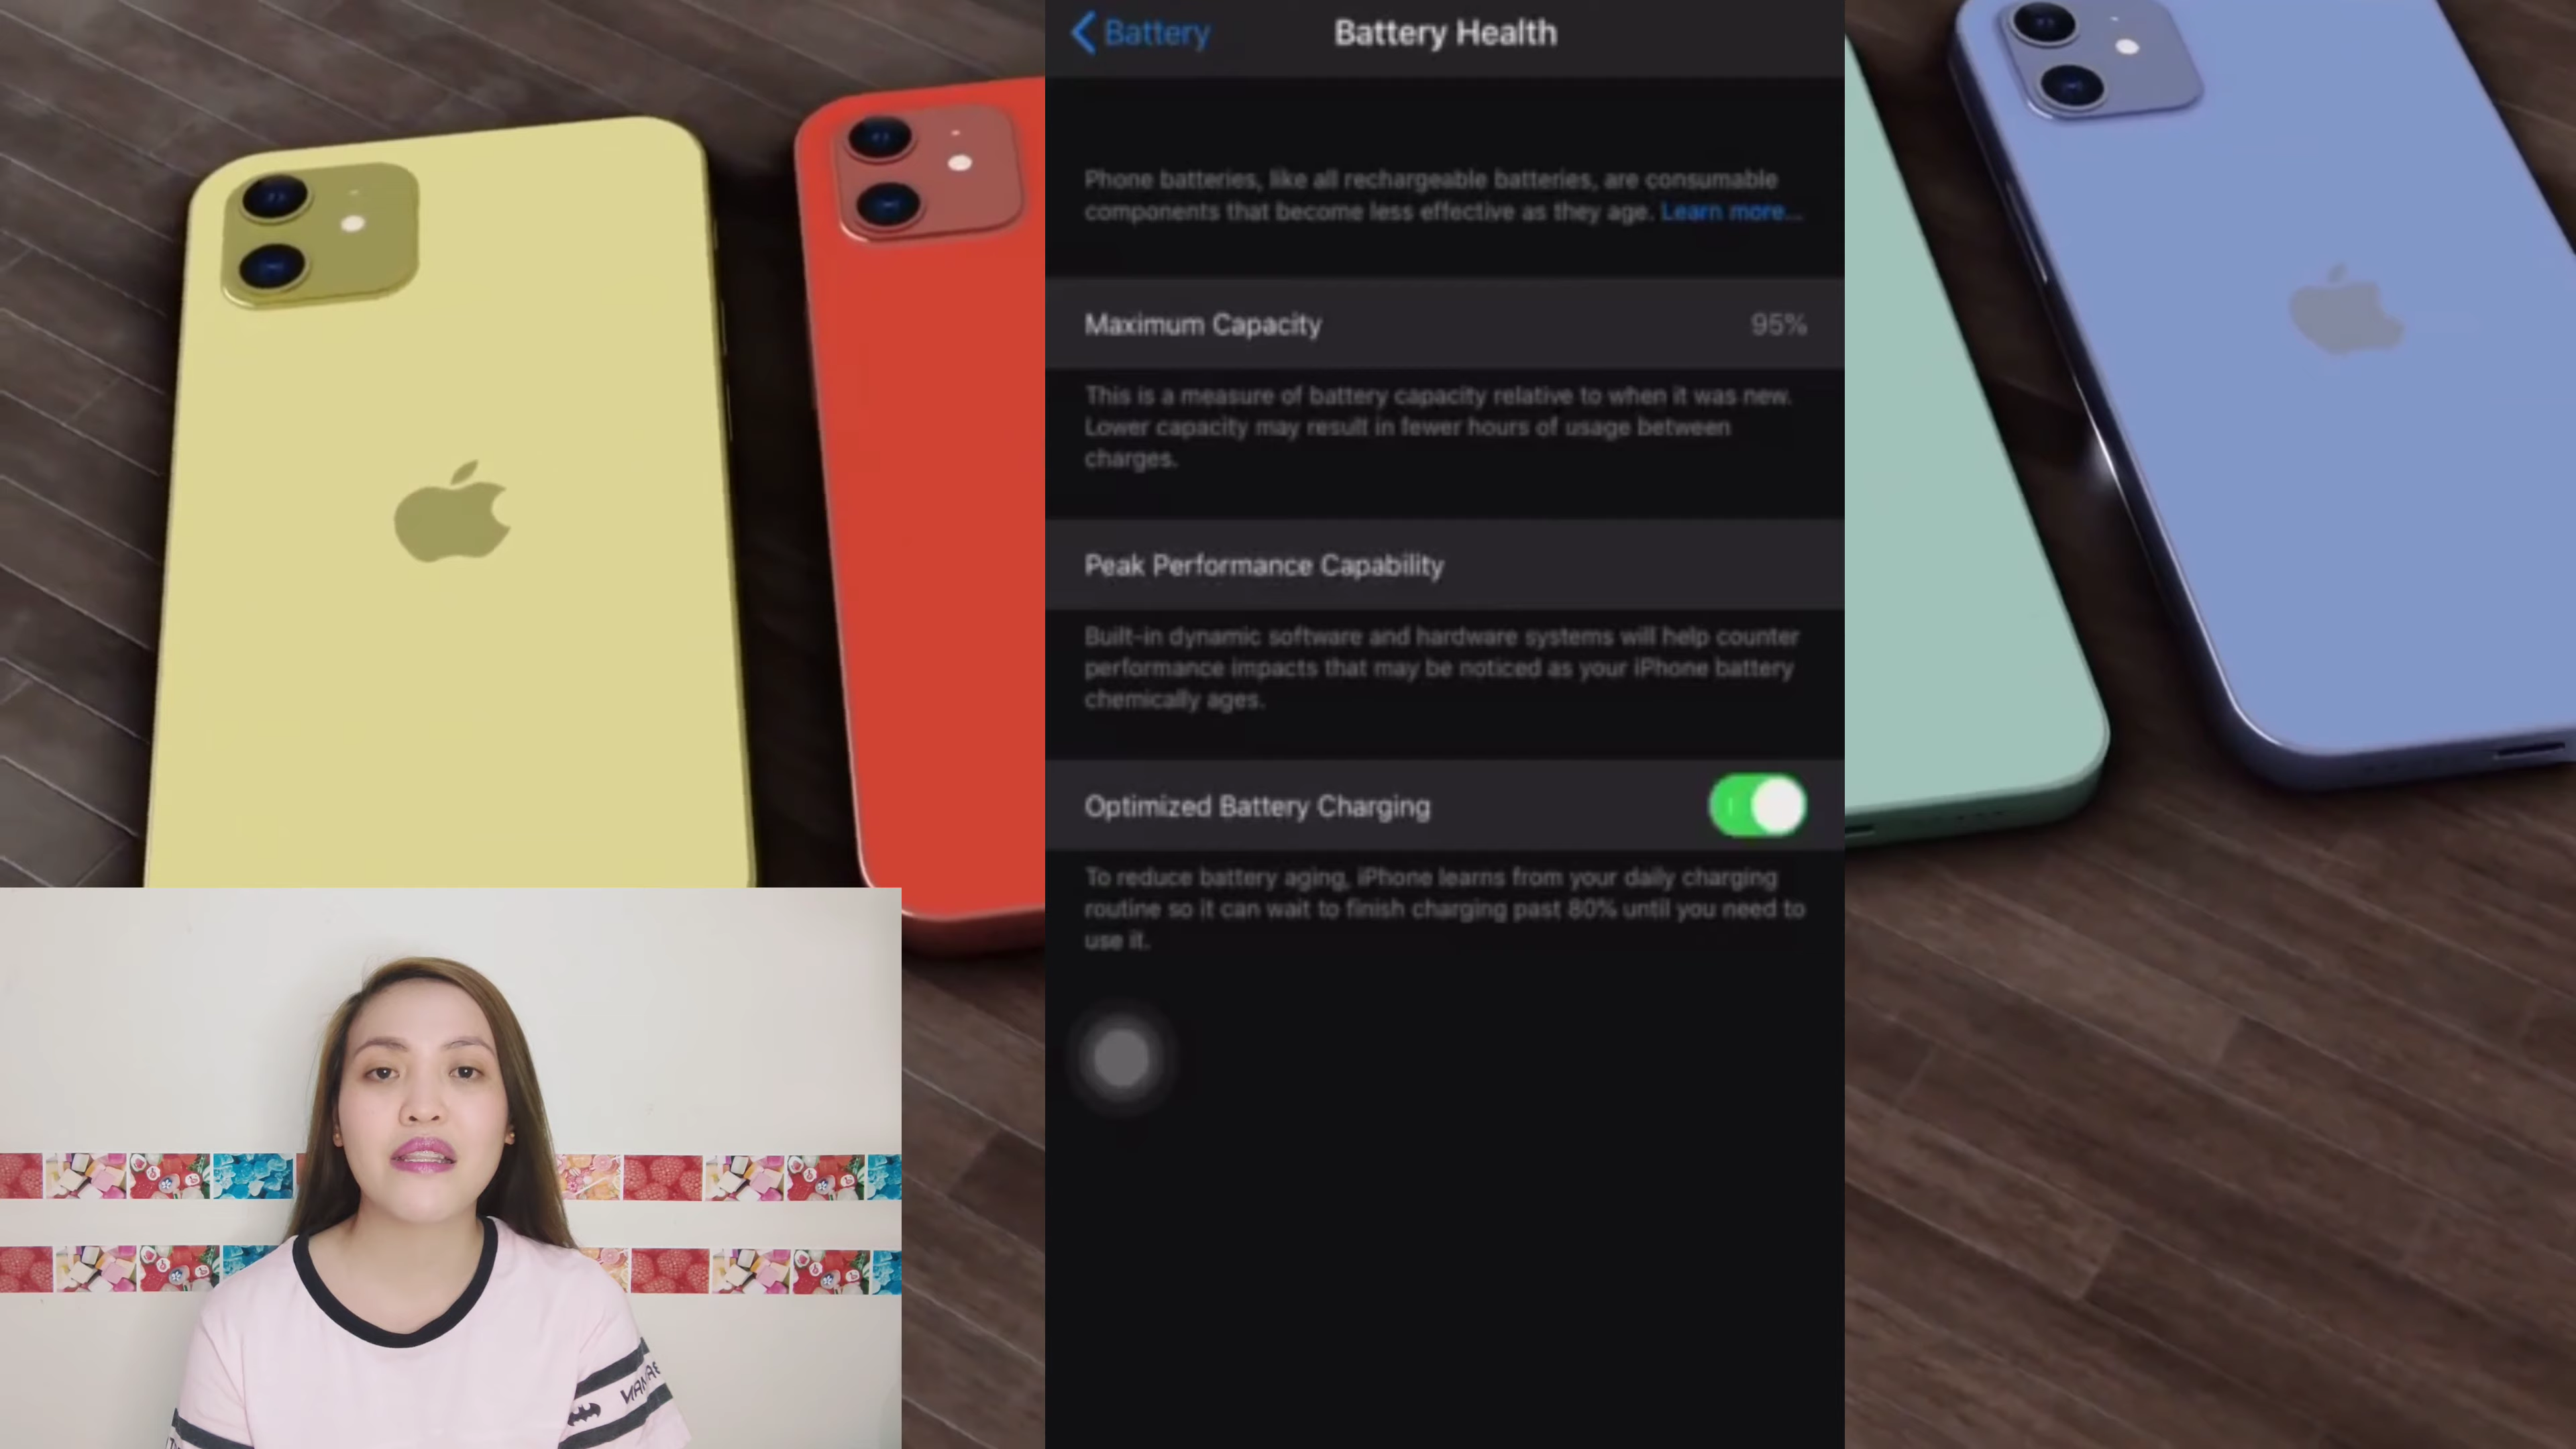 Battery
Battery Health
Phone batteries, like all rechargeable batteries, are consumable
components that become less effective as they age. Learn more...
Maximum Capacity 95%
This is a measure of battery capacity relative to when it was new.
Lower capacity may result in fewer hours of usage between
charges.
Peak Performance Capability
Built-in dynamic software and hardware systems will help counter
performance impacts that may be noticed as your iPhone battery
chemically ages.
Optimized Battery Charging
To reduce battery aging, iPhone learns from your daily charging
routine so it can wait to finish charging past 80% until you need to
use it.